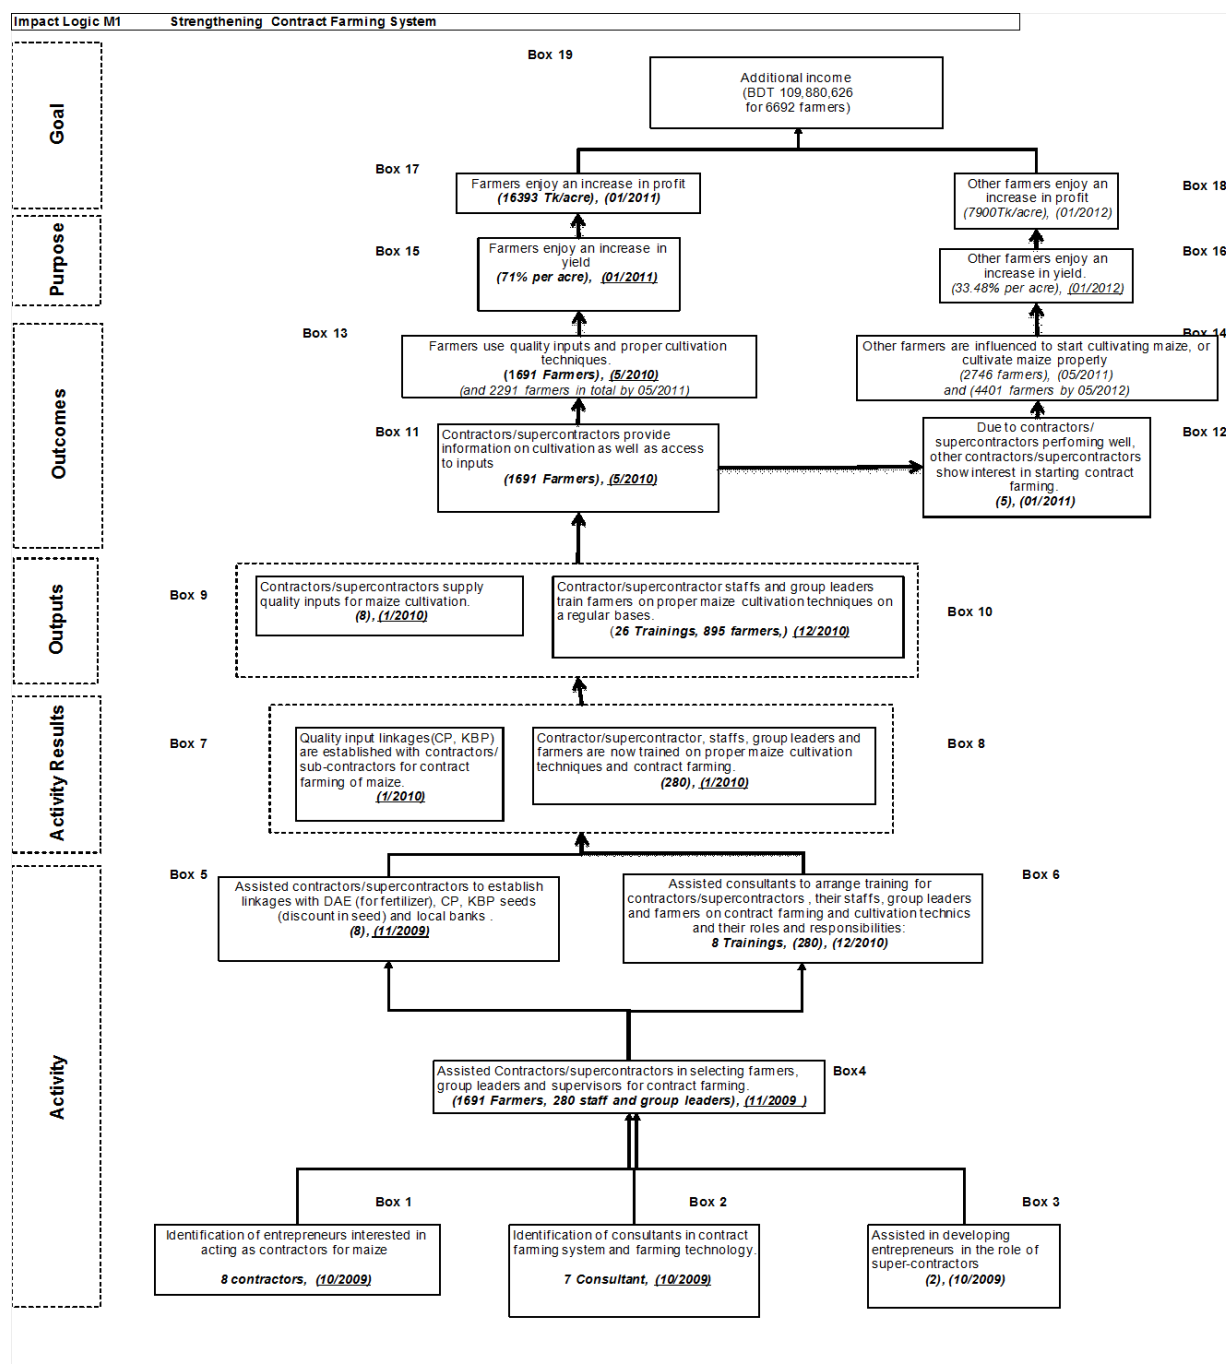 Impact Logic M1 Strengthening Contract Farming System
Goal
Box 19
Additional income
(BDT 109,880,626
for 6692 farmers)
Box 17
Farmers enjoy an increase in profit
(16393 Tk/acre), (01/2011)
Box 18
Other farmers enjoy an
increase in profit
(7900Tk/acre), (01/2012)
Purpose
Box 15
Farmers enjoy an increase in
yield
(71% per acre), (01/2011)
Box 16
Other farmers enjoy an
increase in yield.
(33.48% per acre), (01/2012)
Outcomes
Box 13
Farmers use quality inputs and proper cultivation
techniques.
(1691 Farmers), (5/2010)
(and 2291 farmers in total by 05/2011)
Box 14
Other farmers are influenced to start cultivating maize, or
cultivate maize properly
(2746 farmers), (05/2011)
and (4401 farmers by 05/2012)
Box 11
Contractors/supercontractors provide
information on cultivation as well as access
to inputs
(1691 Farmers), (5/2010)
Box 12
Due to contractors/
supercontractors perfoming well,
other contractors/supercontractors
show interest in starting contract
farming.
(5), (01/2011)
Outputs
Box 9
Contractors/supercontractors supply
quality inputs for maize cultivation.
(8), (1/2010)
Box 10
Contractor/supercontractor staffs and group leaders
train farmers on proper maize cultivation techniques on
a regular bases.
(26 Trainings, 895 farmers,) (12/2010)
Activity Results
Box 7
Quality input linkages(CP, KBP)
are established with contractors/
sub-contractors for contract
farming of maize.
(1/2010)
Box 8
Contractor/supercontractor, staffs, group leaders and
farmers are now trained on proper maize cultivation
techniques and contract farming.
(280), (1/2010)
Activity
Box 5
Assisted contractors/supercontractors to establish
linkages with DAE (for fertilizer), CP, KBP seeds
(discount in seed) and local banks .
(8), (11/2009)
Box 6
Assisted consultants to arrange training for
contractors/supercontractors , their staffs, group leaders
and farmers on contract farming and cultivation technics
and their roles and responsibilities:
8 Trainings, (280), (12/2010)
Box4
Assisted Contractors/supercontractors in selecting farmers,
group leaders and supervisors for contract farming.
(1691 Farmers, 280 staff and group leaders), (11/2009 )
Box 1
Identification of entrepreneurs interested in
acting as contractors for maize
8 contractors, (10/2009)
Box 2
Identification of consultants in contract
farming system and farming technology.
7 Consultant, (10/2009)
Box 3
Assisted in developing
entrepreneurs in the role of
super-contractors
(2), (10/2009)